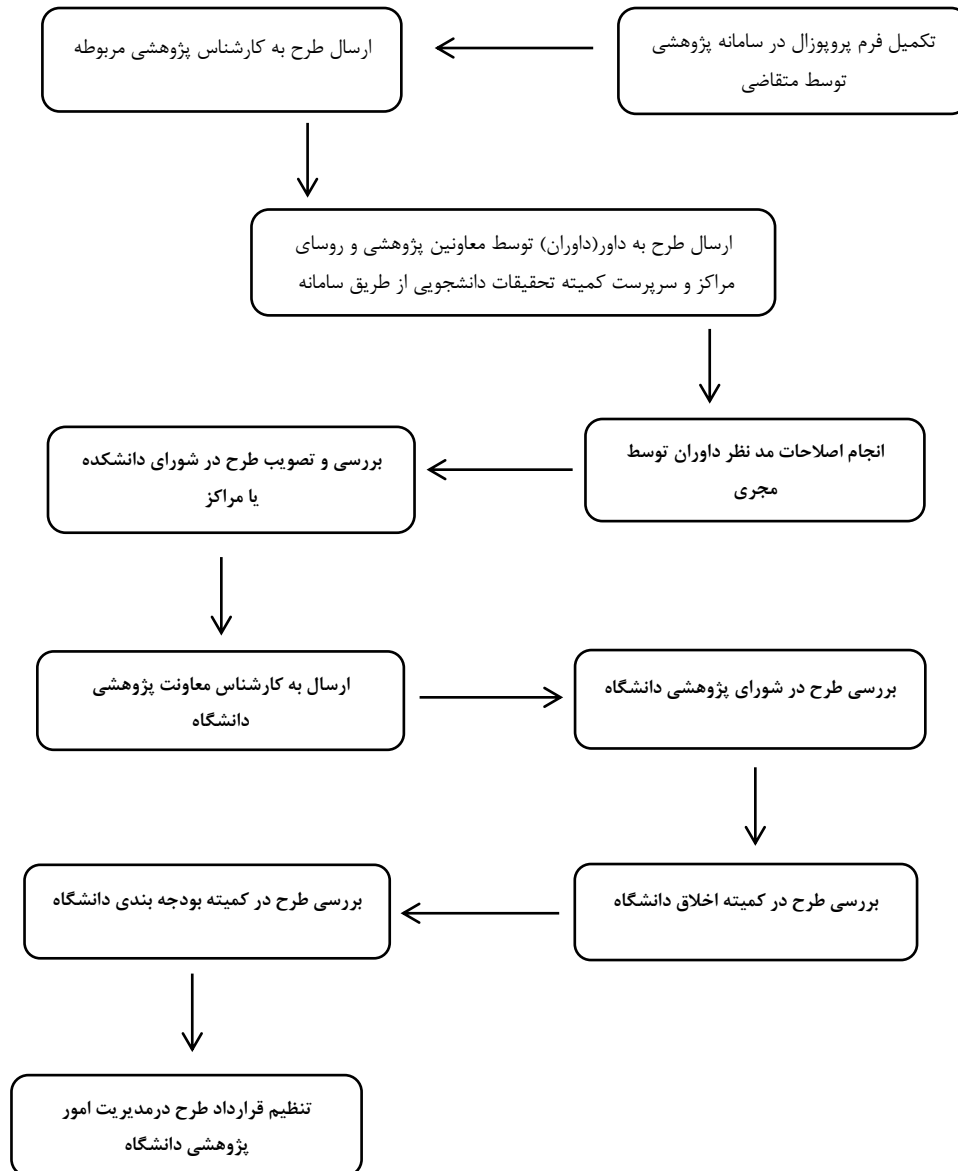 تکمیل فرم پروپوزال در سامانه پژوهشی
توسط متقاضی
ارسال طرح به کارشناس پژوهشی مربوطه
ارسال طرح به داور(داوران) توسط معاونین پژوهشی و روسای
مراکز و سرپرست کمیته تحقیقات دانشجویی از طریق سامانه
انجام اصلاحات مد نظر داوران توسط
مجری
بررسی و تصویب طرح در شورای دانشکده
یا مراکز
ارسال به کارشناس معاونت پژوهشی
دانشگاه
بررسی طرح در شورای پژوهشی دانشگاه
بررسی طرح در کمیته اخلاق دانشگاه
بررسی طرح در کمیته بودجه بندی دانشگاه
تنظیم قرارداد طرح درمدیریت امور
پژوهشی دانشگاه